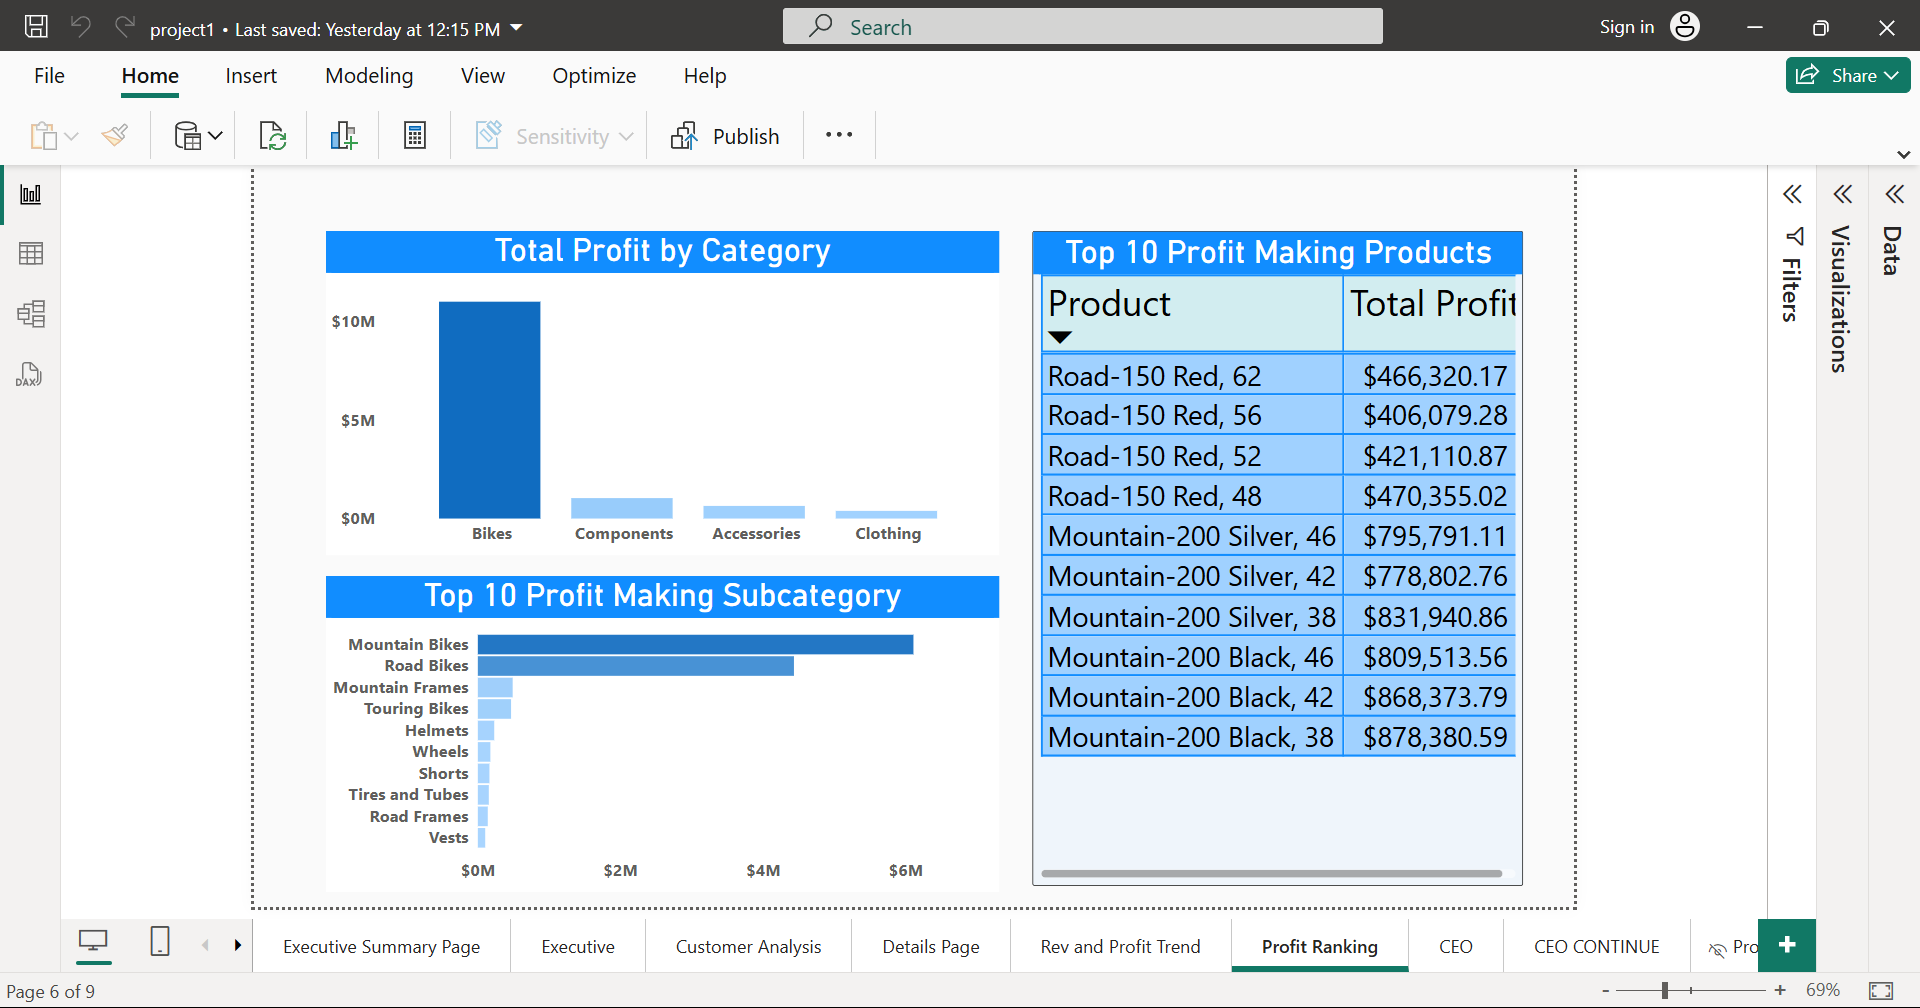 project1 • Last saved: Yesterday at 12:15 PM
Search
Sign in
File Home Insert Modeling View Optimize Help
Share
Sensitivity
Publish
DAX
Total Profit by Category
$10M
$5M
$0M
Bikes Components Accessories Clothing
Top 10 Profit Making Subcategory
Mountain Bikes
Road Bikes
Mountain Frames
Touring Bikes
Helmets
Wheels
Shorts
Tires and Tubes
Road Frames
Vests
$0M $2M $4M $6M
Top 10 Profit Making Products
Product Total Profit
Road-150 Red, 62 $466,320.17
Road-150 Red, 56 $406,079.28
Road-150 Red, 52 $421,110.87
Road-150 Red, 48 $470,355.02
Mountain-200 Silver, 46 $795,791.11
Mountain-200 Silver, 42 $778,802.76
Mountain-200 Silver, 38 $831,940.86
Mountain-200 Black, 46 $809,513.56
Mountain-200 Black, 42 $868,373.79
Mountain-200 Black, 38 $878,380.59
Filters
Visualizations
Data
Executive Summary Page Executive Customer Analysis Details Page Rev and Profit Trend Profit Ranking CEO CEO CONTINUE Pro
Page 6 of 9
- + 69%